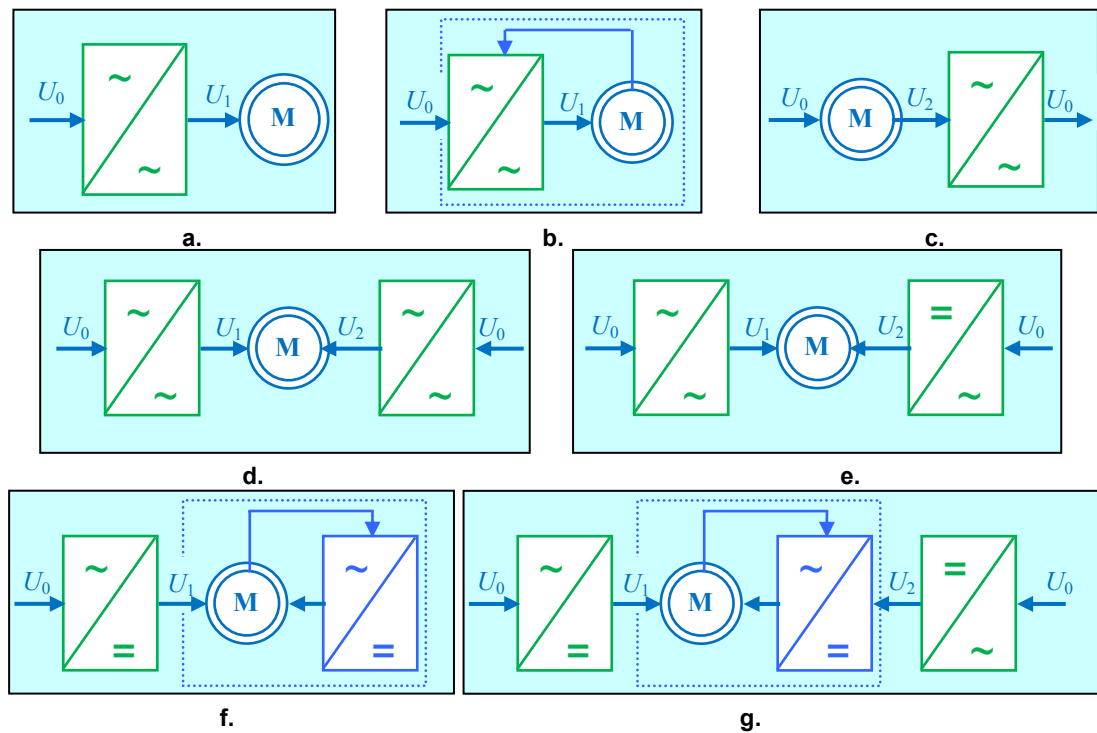 U₀ ~ ~ U₁ M
U₀ ~ ~ U₁ M
U₀ M U₂ ~ ~ U₀
a.
b.
c.
U₀ ~ ~ U₁ M U₂ ~ ~ U₀
U₀ ~ ~ U₁ M U₂ = ~ U₀
d.
e.
U₀ ~ = U₁ M ~ =
U₀ ~ = U₁ M ~ = U₂ = ~ U₀
f.
g.